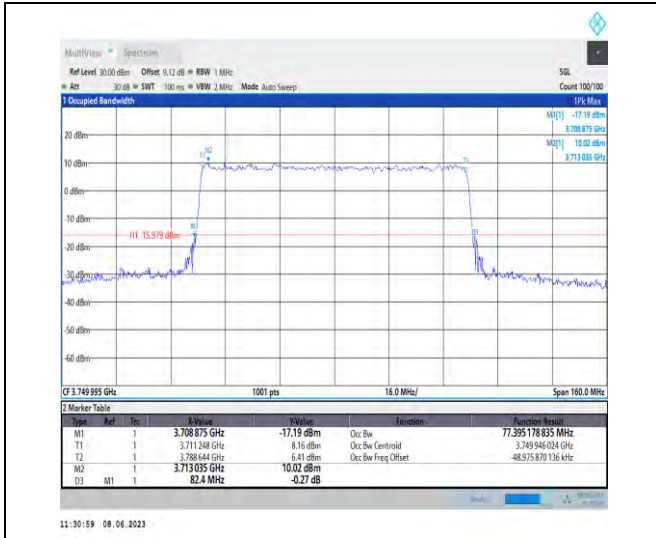 MultiView Spectrum
Ref Level 30.00 dBm Offset 9.12 dB RBW 1 MHz SGL
Att 30 dB SWT 100 ms VBW 2 MHz Mode Auto Sweep Count 100/100
1 Occupied Bandwidth 1Pk Max
M1[1] -17.19 dBm
3.708 875 GHz
M2[1] 10.02 dBm
3.713 035 GHz
20 dBm
10 dBm
0 dBm
-10 dBm
-20 dBm
-30 dBm
-40 dBm
-50 dBm
-60 dBm
T1 M2
M1
H1 -15.979 dBm
CF 3.749 995 GHz 1001 pts 16.0 MHz/ Span 160.0 MHz
2 Marker Table
Type Ref Trc X-Value Y-Value Function Function Result
M1 1 3.708 875 GHz -17.19 dBm Occ Bw 77.395 178 835 MHz
T1 1 3.711 248 GHz 8.16 dBm Occ Bw Centroid 3.749 946 024 GHz
T2 1 3.788 644 GHz 6.41 dBm Occ Bw Freq Offset -48.975 870 136 kHz
M2 1 3.713 035 GHz 10.02 dBm
D3 M1 1 82.4 MHz -0.27 dB
11:30:59 08.06.2023